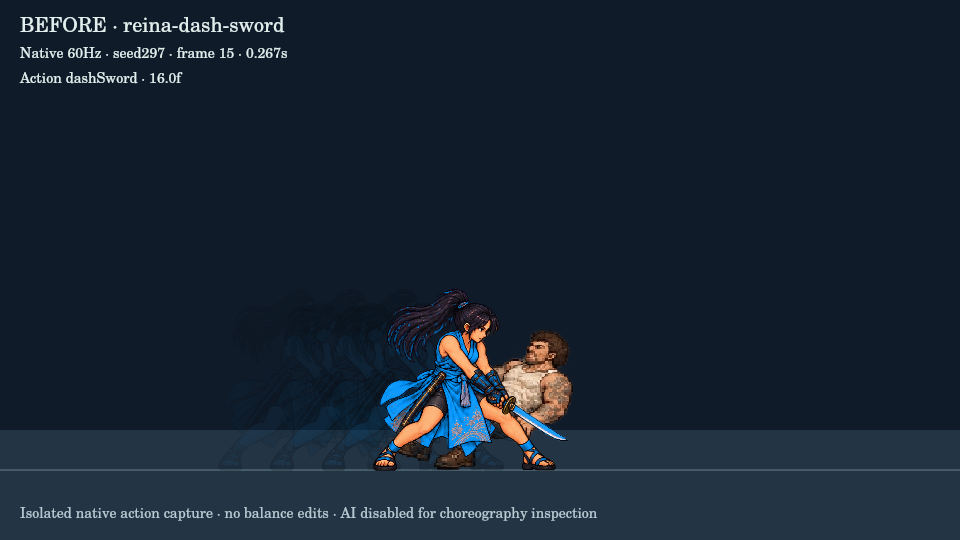 BEFORE · reina-dash-sword
Native 60Hz · seed297 · frame 15 · 0.267s
Action dashSword · 16.0f
Isolated native action capture · no balance edits · AI disabled for choreography inspection